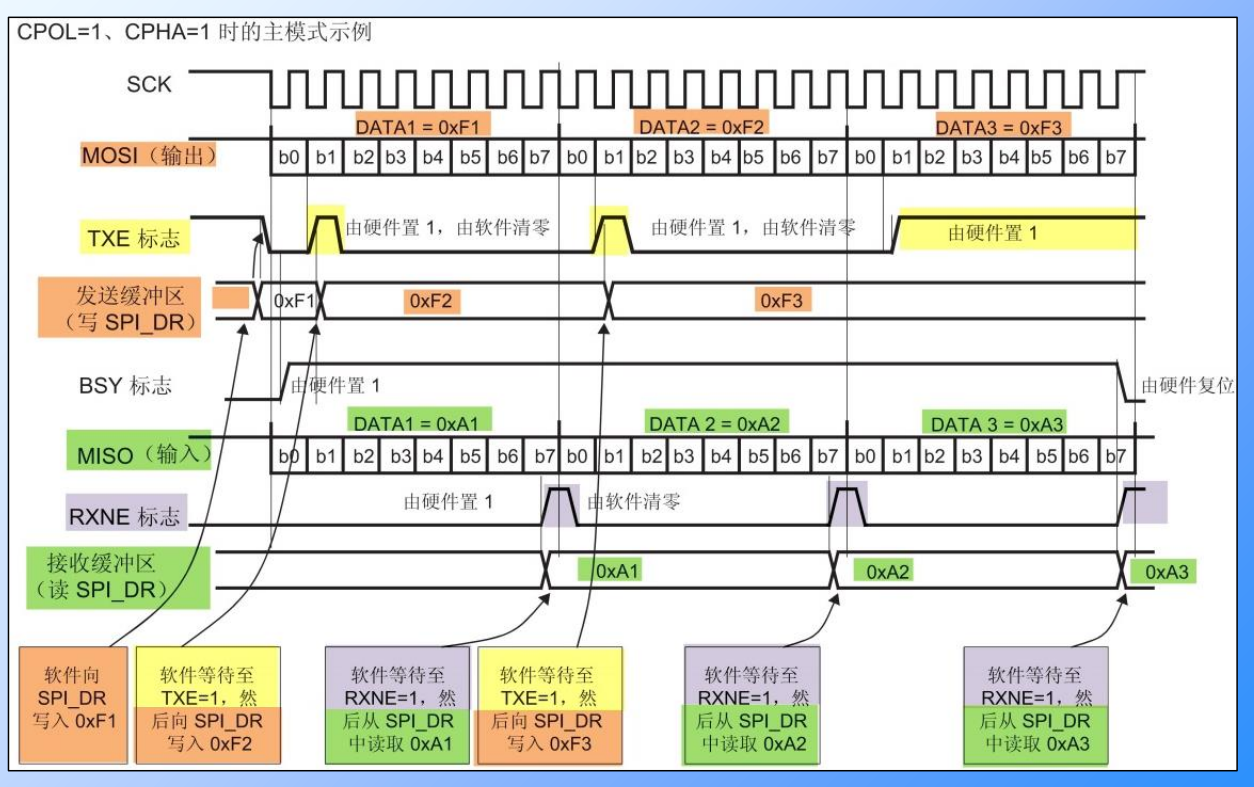 CPOL=1、CPHA=1 时的主模式示例
SCK
DATA1 = 0xF1
DATA2 = 0xF2
DATA3 = 0xF3
MOSI（输出）
b0 b1 b2 b3 b4 b5 b6 b7 b0 b1 b2 b3 b4 b5 b6 b7 b0 b1 b2 b3 b4 b5 b6 b7
TXE 标志
由硬件置 1，由软件清零
由硬件置 1，由软件清零
由硬件置 1
发送缓冲区
（写 SPI_DR）
0xF1
0xF2
0xF3
BSY 标志
由硬件置 1
由硬件复位
DATA1 = 0xA1
DATA 2 = 0xA2
DATA 3 = 0xA3
MISO（输入）
b0 b1 b2 b3 b4 b5 b6 b7 b0 b1 b2 b3 b4 b5 b6 b7 b0 b1 b2 b3 b4 b5 b6 b7
RXNE 标志
由硬件置 1
由软件清零
接收缓冲区
（读 SPI_DR）
0xA1
0xA2
0xA3
软件向
SPI_DR
写入 0xF1
软件等待至
TXE=1，然
后向 SPI_DR
写入 0xF2
软件等待至
RXNE=1，然
后从 SPI_DR
中读取 0xA1
软件等待至
TXE=1，然
后向 SPI_DR
写入 0xF3
软件等待至
RXNE=1，然
后从 SPI_DR
中读取 0xA2
软件等待至
RXNE=1，然
后从 SPI_DR
中读取 0xA3